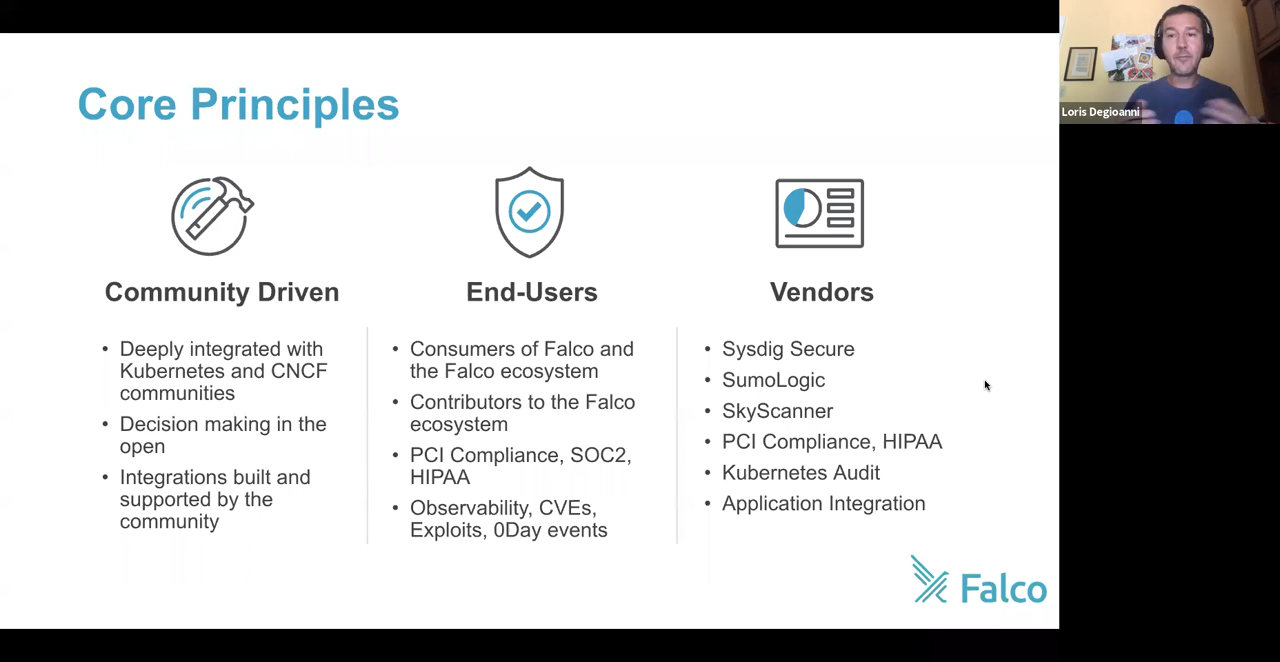 Core Principles
Community Driven
• Deeply integrated with
Kubernetes and CNCF
communities
• Decision making in the
open
• Integrations built and
supported by the
community
End-Users
• Consumers of Falco and
the Falco ecosystem
• Contributors to the Falco
ecosystem
• PCI Compliance, SOC2,
HIPAA
• Observability, CVEs,
Exploits, 0Day events
Vendors
• Sysdig Secure
• SumoLogic
• SkyScanner
• PCI Compliance, HIPAA
• Kubernetes Audit
• Application Integration
Falco
Loris Degioanni